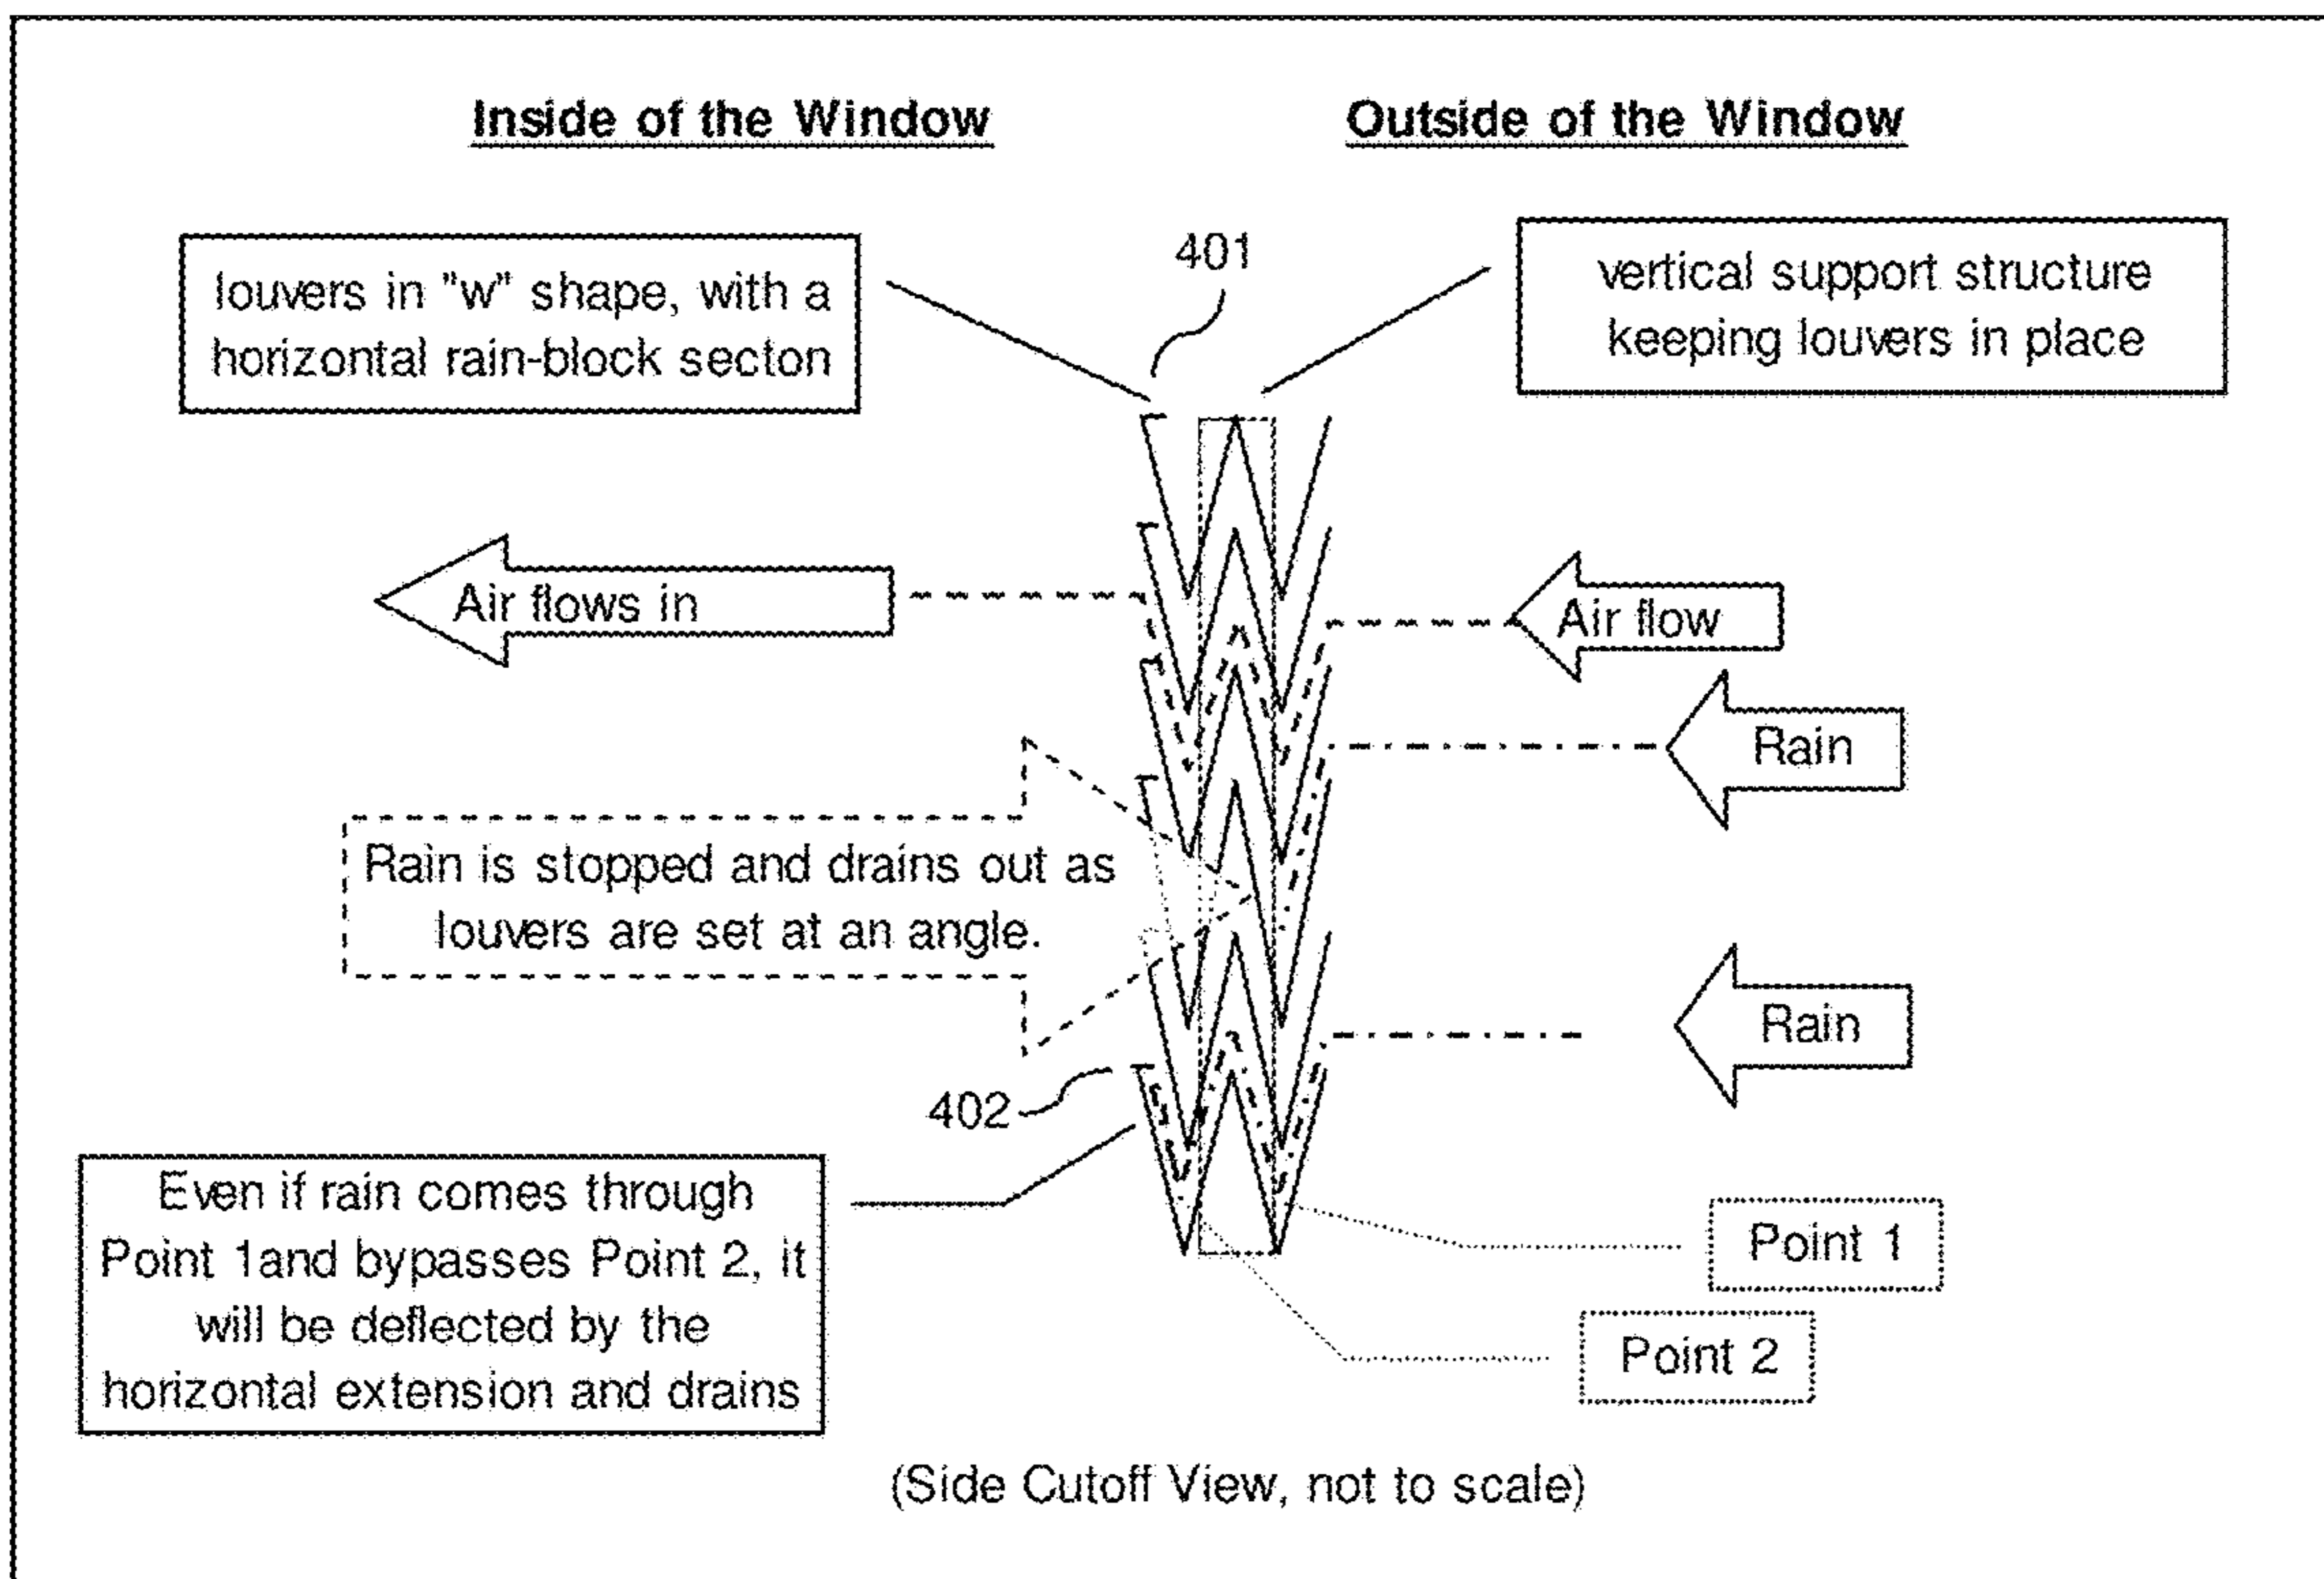 Inside of the Window
Outside of the Window
louvers in "w" shape, with a
horizontal rain-block secton
401
vertical support structure
keeping louvers in place
Air flows in
Air flow
Rain
Rain is stopped and drains out as
louvers are set at an angle.
Rain
402
Even if rain comes through
Point 1and bypasses Point 2, it
will be deflected by the
horizontal extension and drains
Point 1
Point 2
(Side Cutoff View, not to scale)